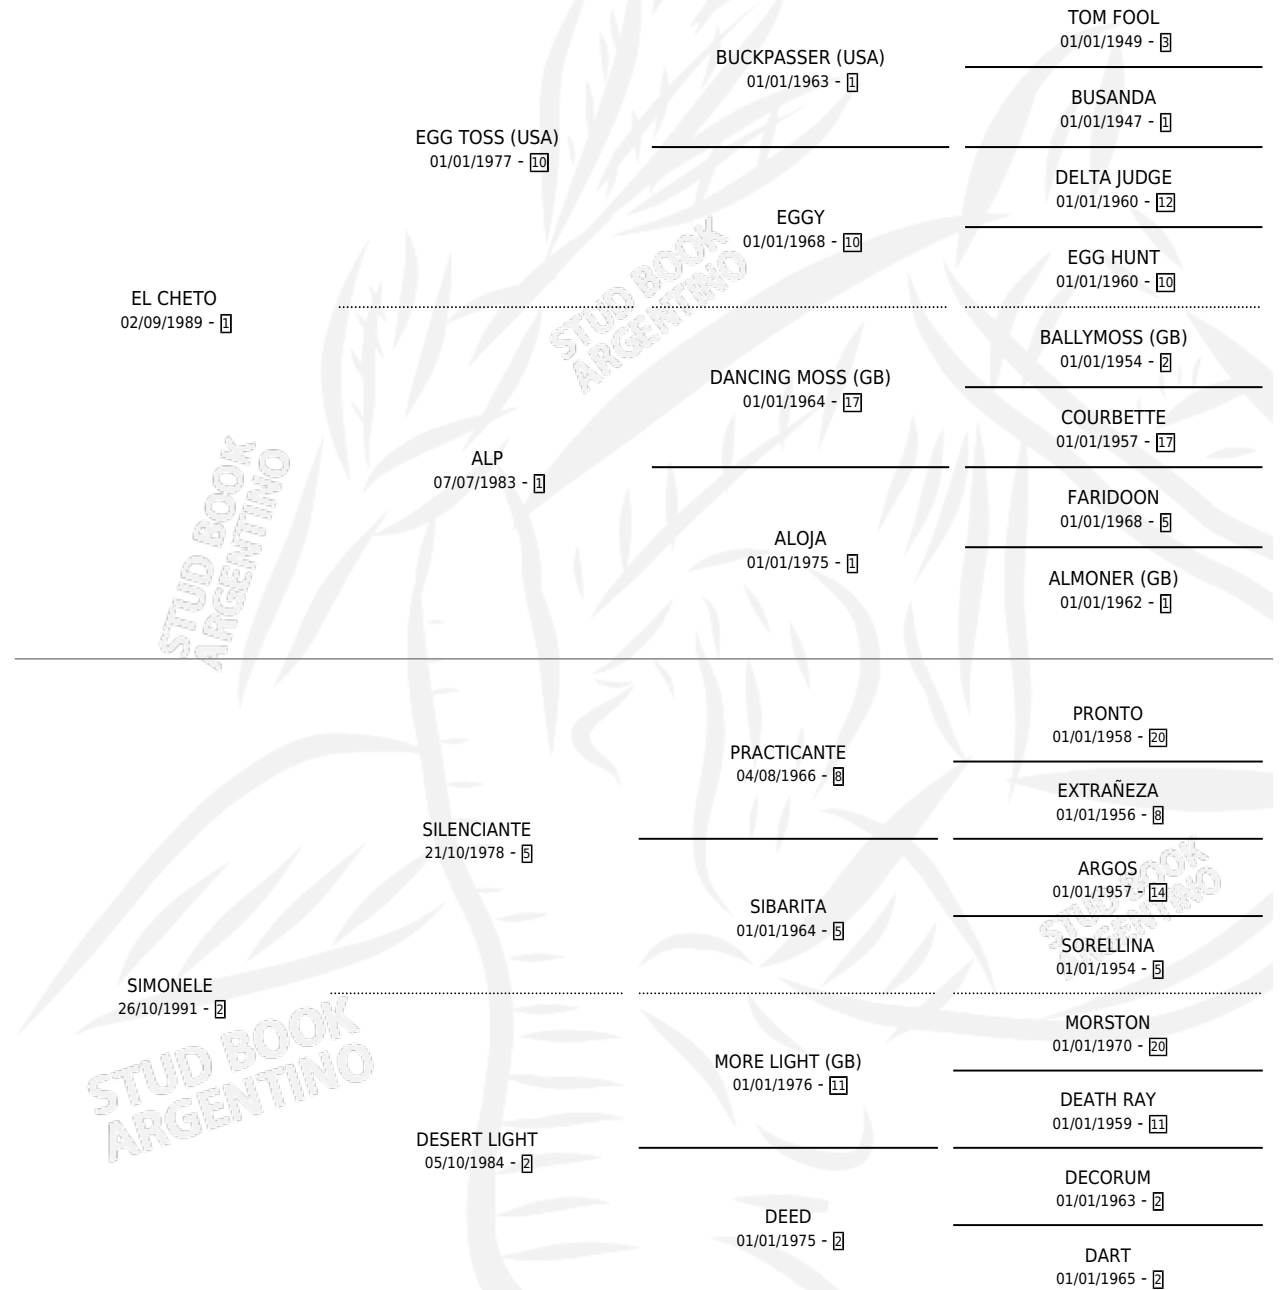 TOM FOOL
01/01/1949 - 3
BUCKPASSER (USA)
01/01/1963 - 1
BUSANDA
01/01/1947 - 1
EGG TOSS (USA)
01/01/1977 - 10
DELTA JUDGE
01/01/1960 - 12
EGGY
01/01/1968 - 10
EGG HUNT
01/01/1960 - 10
EL CHETO
02/09/1989 - 1
BALLYMOSS (GB)
01/01/1954 - 2
DANCING MOSS (GB)
01/01/1964 - 17
COURBETTE
01/01/1957 - 17
ALP
07/07/1983 - 1
FARIDOON
01/01/1968 - 5
ALOJA
01/01/1975 - 1
ALMONER (GB)
01/01/1962 - 1
PRONTO
01/01/1958 - 20
PRACTICANTE
04/08/1966 - 8
EXTRAÑEZA
01/01/1956 - 8
SILENCIANTE
21/10/1978 - 5
ARGOS
01/01/1957 - 14
SIBARITA
01/01/1964 - 5
SORELLINA
01/01/1954 - 5
SIMONELE
26/10/1991 - 2
MORSTON
01/01/1970 - 20
MORE LIGHT (GB)
01/01/1976 - 11
DEATH RAY
01/01/1959 - 11
DESERT LIGHT
05/10/1984 - 2
DECORUM
01/01/1963 - 2
DEED
01/01/1975 - 2
DART
01/01/1965 - 2
STUD BOOK
ARGENTINO
STUD BOOK
ARGENTINO
STUD BOOK
ARGENTINO
STUD BOOK
ARGENTINO